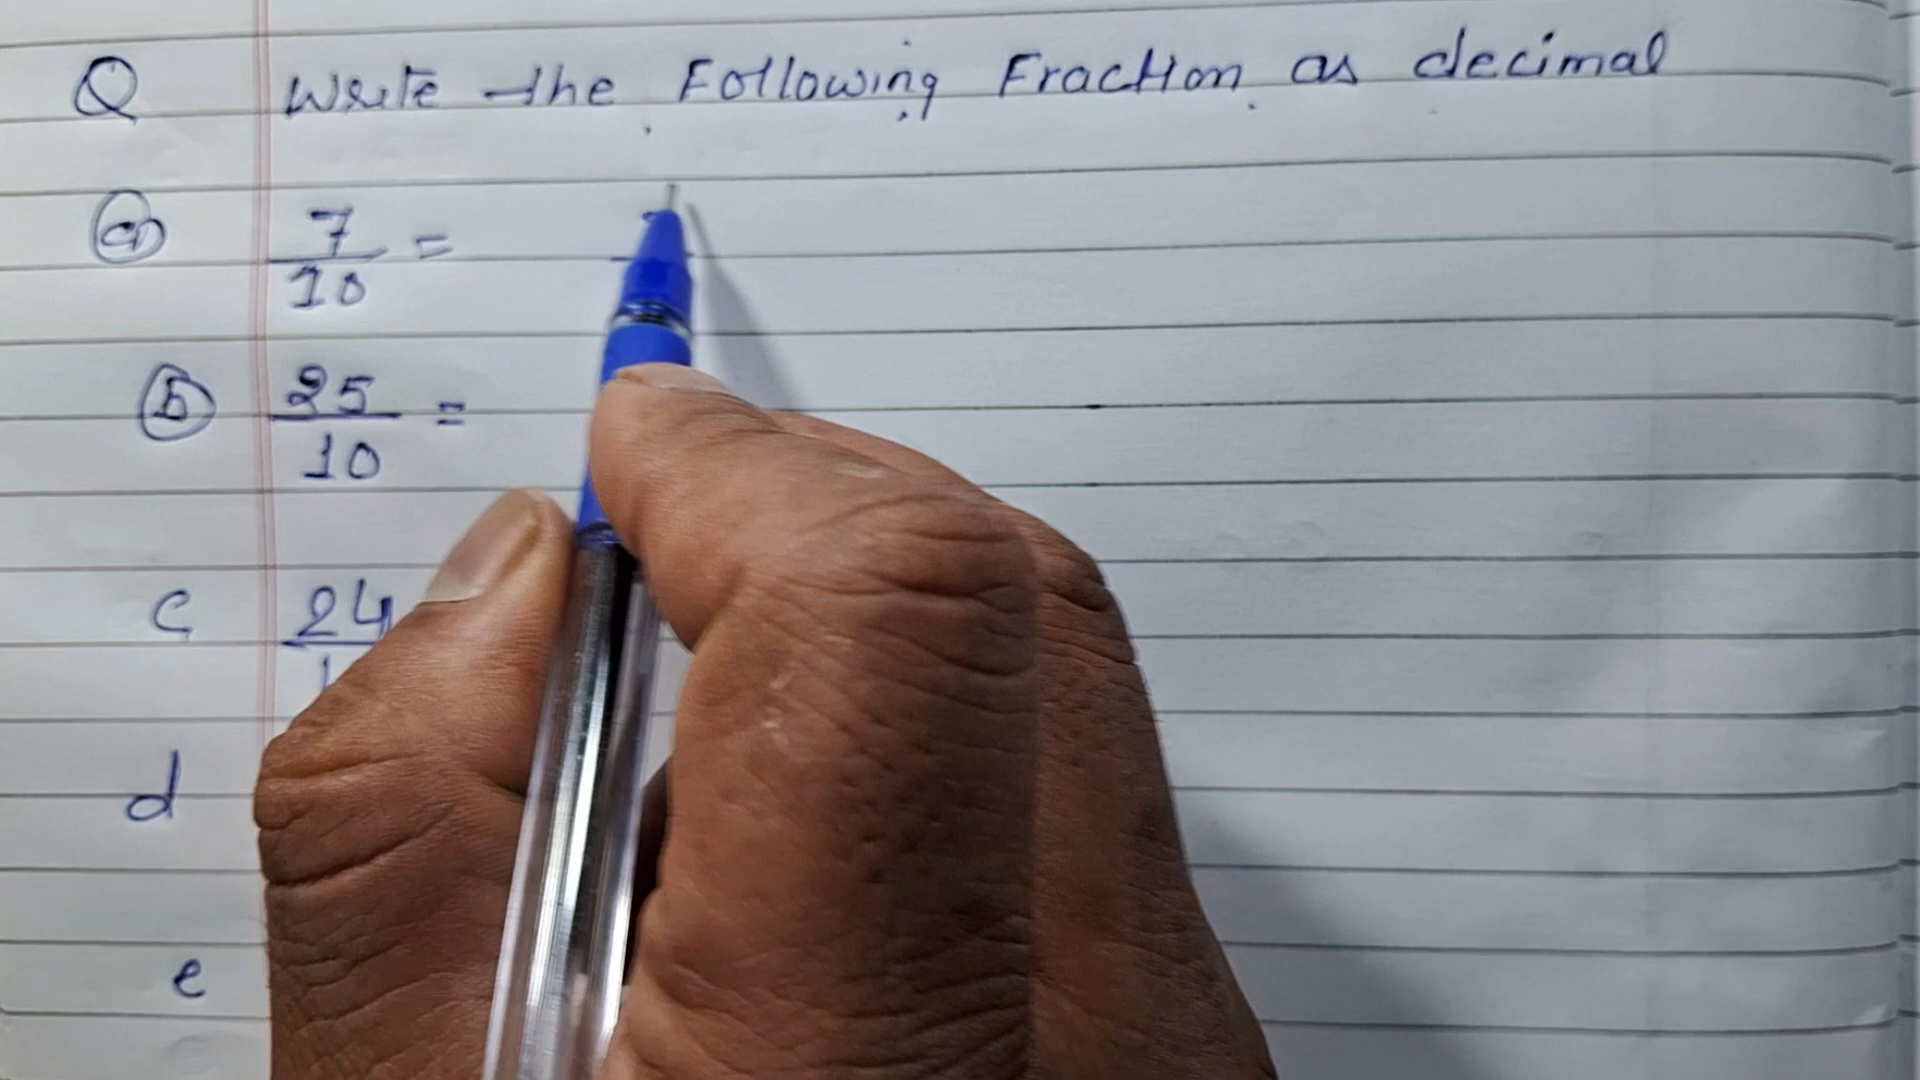 Q Write the Following Fraction as decimal
a 7/10 =
b 25/10 =
c 24
d
e